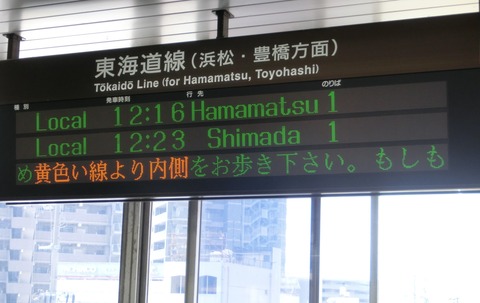 東海道線(浜松・豊橋方面)
Tōkaidō Line (for Hamamatsu, Toyohashi)
種別 発車時刻 行先 のりば
Local 12:16 Hamamatsu 1
Local 12:23 Shimada 1
め黄色い線より内側をお歩き下さい。もしも